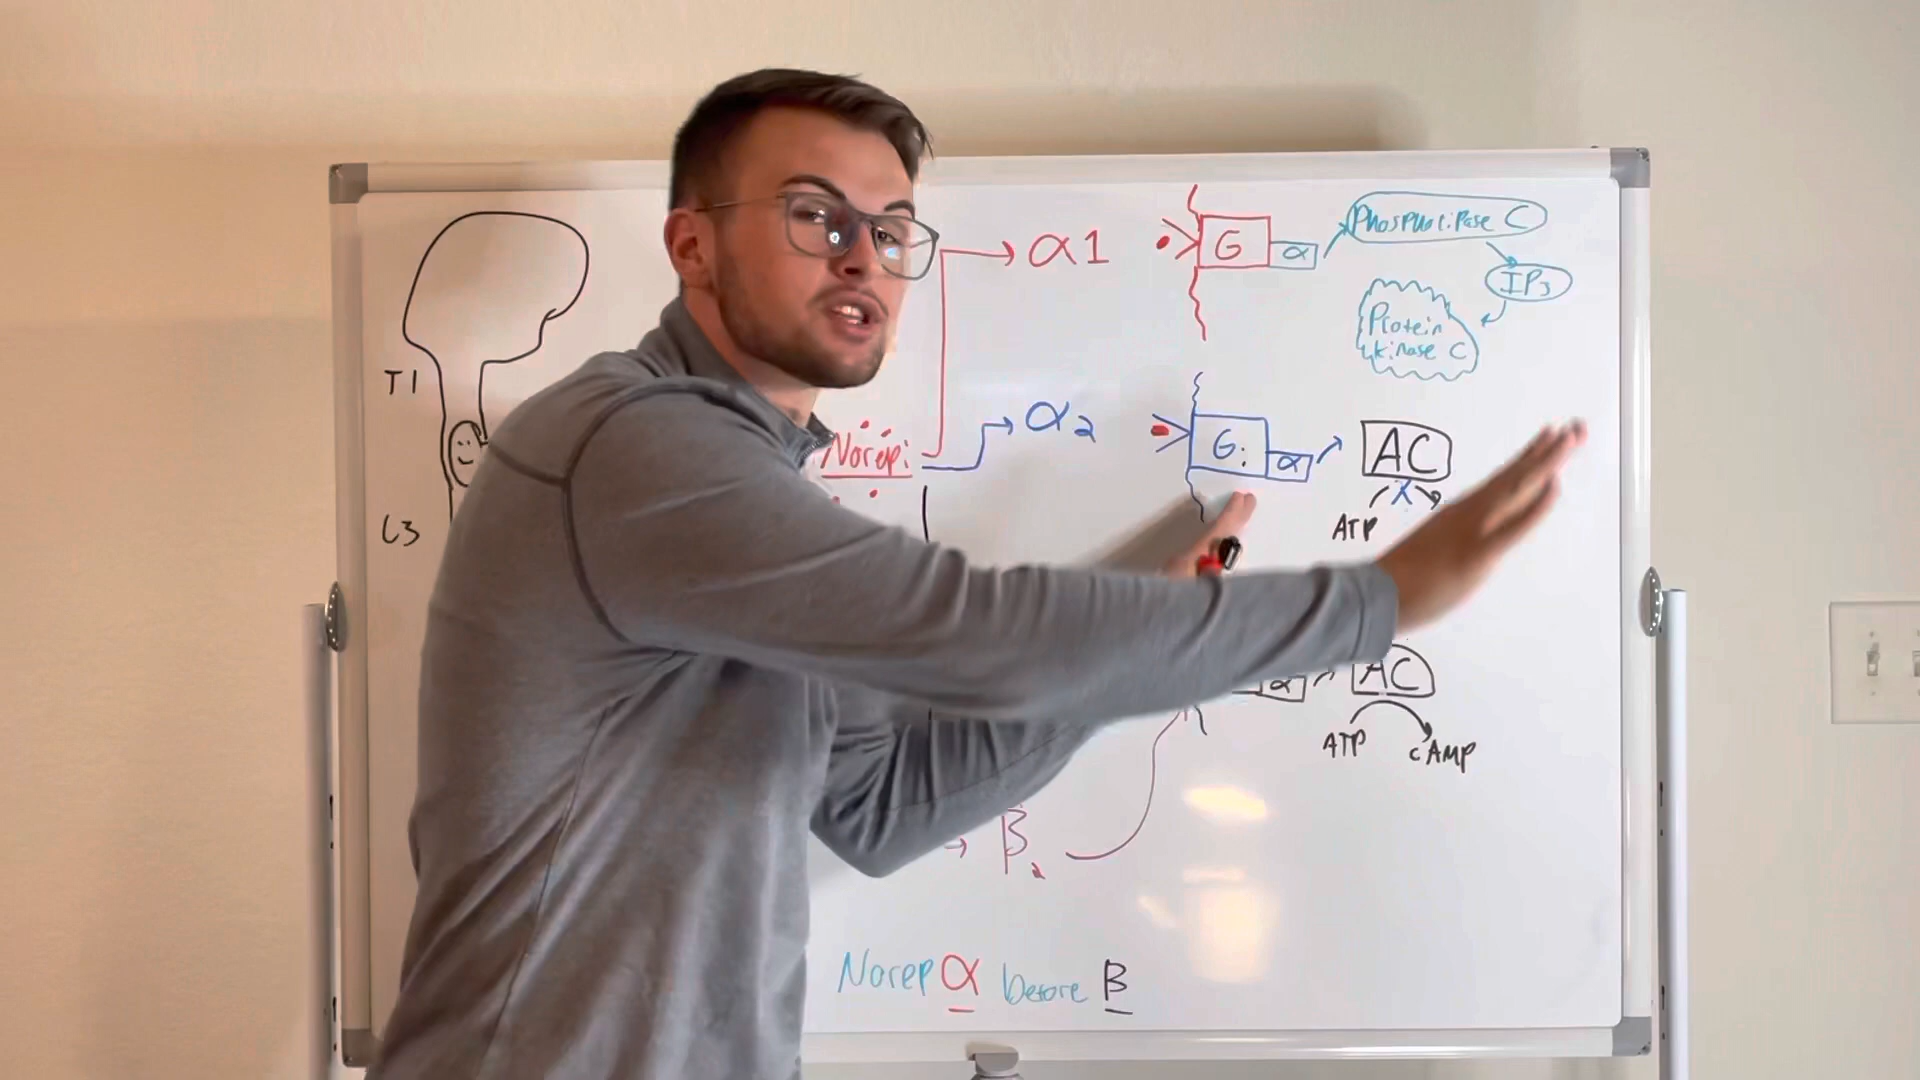 α1
G
α
Phospholipase C
IP3
Protein
kinase C
T1
Norepi
α2
Gi
α
AC
X
ATP
L3
α
AC
ATP
cAMP
β2
Norep α before β